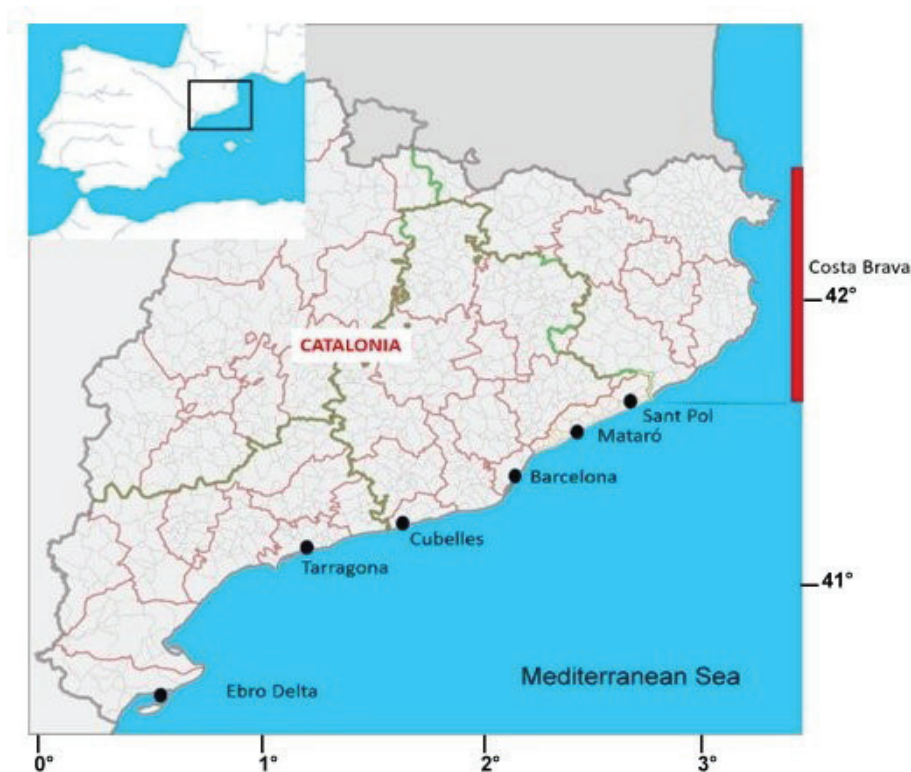 Costa Brava
42°
CATALONIA
Sant Pol
Mataró
Barcelona
Cubelles
Tarragona
41°
Mediterranean Sea
Ebro Delta
0° 1° 2° 3°